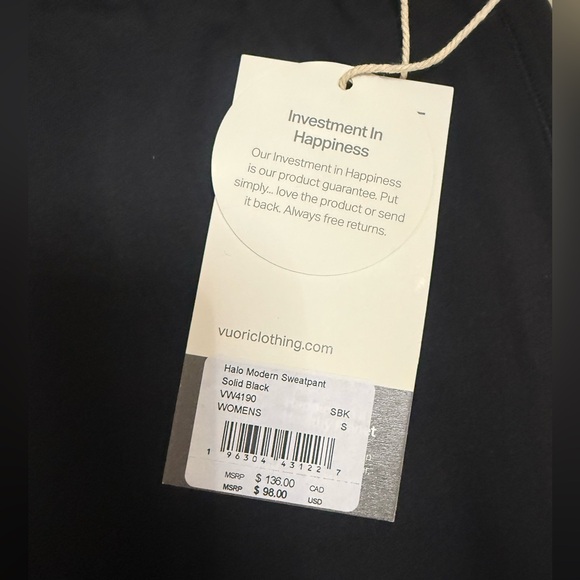 Investment In
Happiness
Our Investment in Happiness
is our product guarantee. Put
simply... love the product or send
it back. Always free returns.
vuoriclothing.com
Halo Modern Sweatpant
Solid Black
VW4190
WOMENS SBK
S
1 96304 43122 7
MSRP $ 136.00 CAD
MSRP $ 98.00 USD